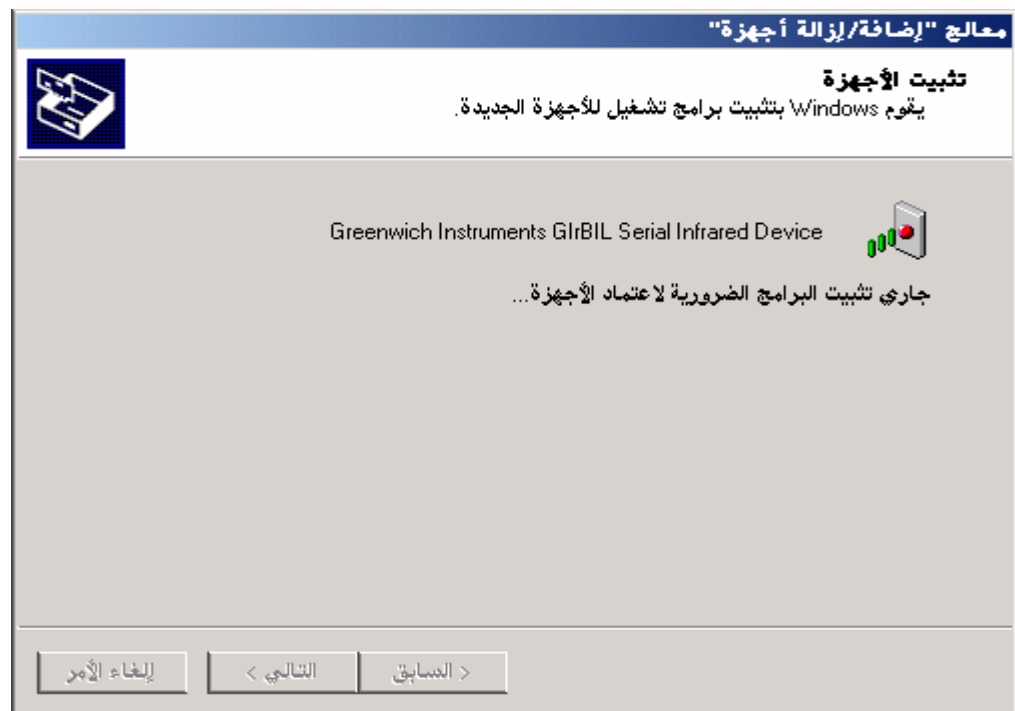 معالج "إضافة/إزالة أجهزة"
تثبيت الأجهزة
يقوم Windows بتثبيت برامج تشغيل للأجهزة الجديدة.
Greenwich Instruments GIrBIL Serial Infrared Device
جاري تثبيت البرامج الضرورية لاعتماد الأجهزة...
< السابق
التالي >
إلغاء الأمر